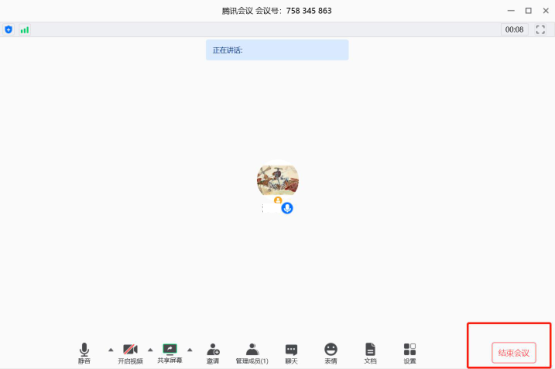 腾讯会议 会议号：758 345 863
00:08
正在讲话:
静音
开启视频
共享屏幕
邀请
管理成员(1)
聊天
表情
文档
设置
结束会议